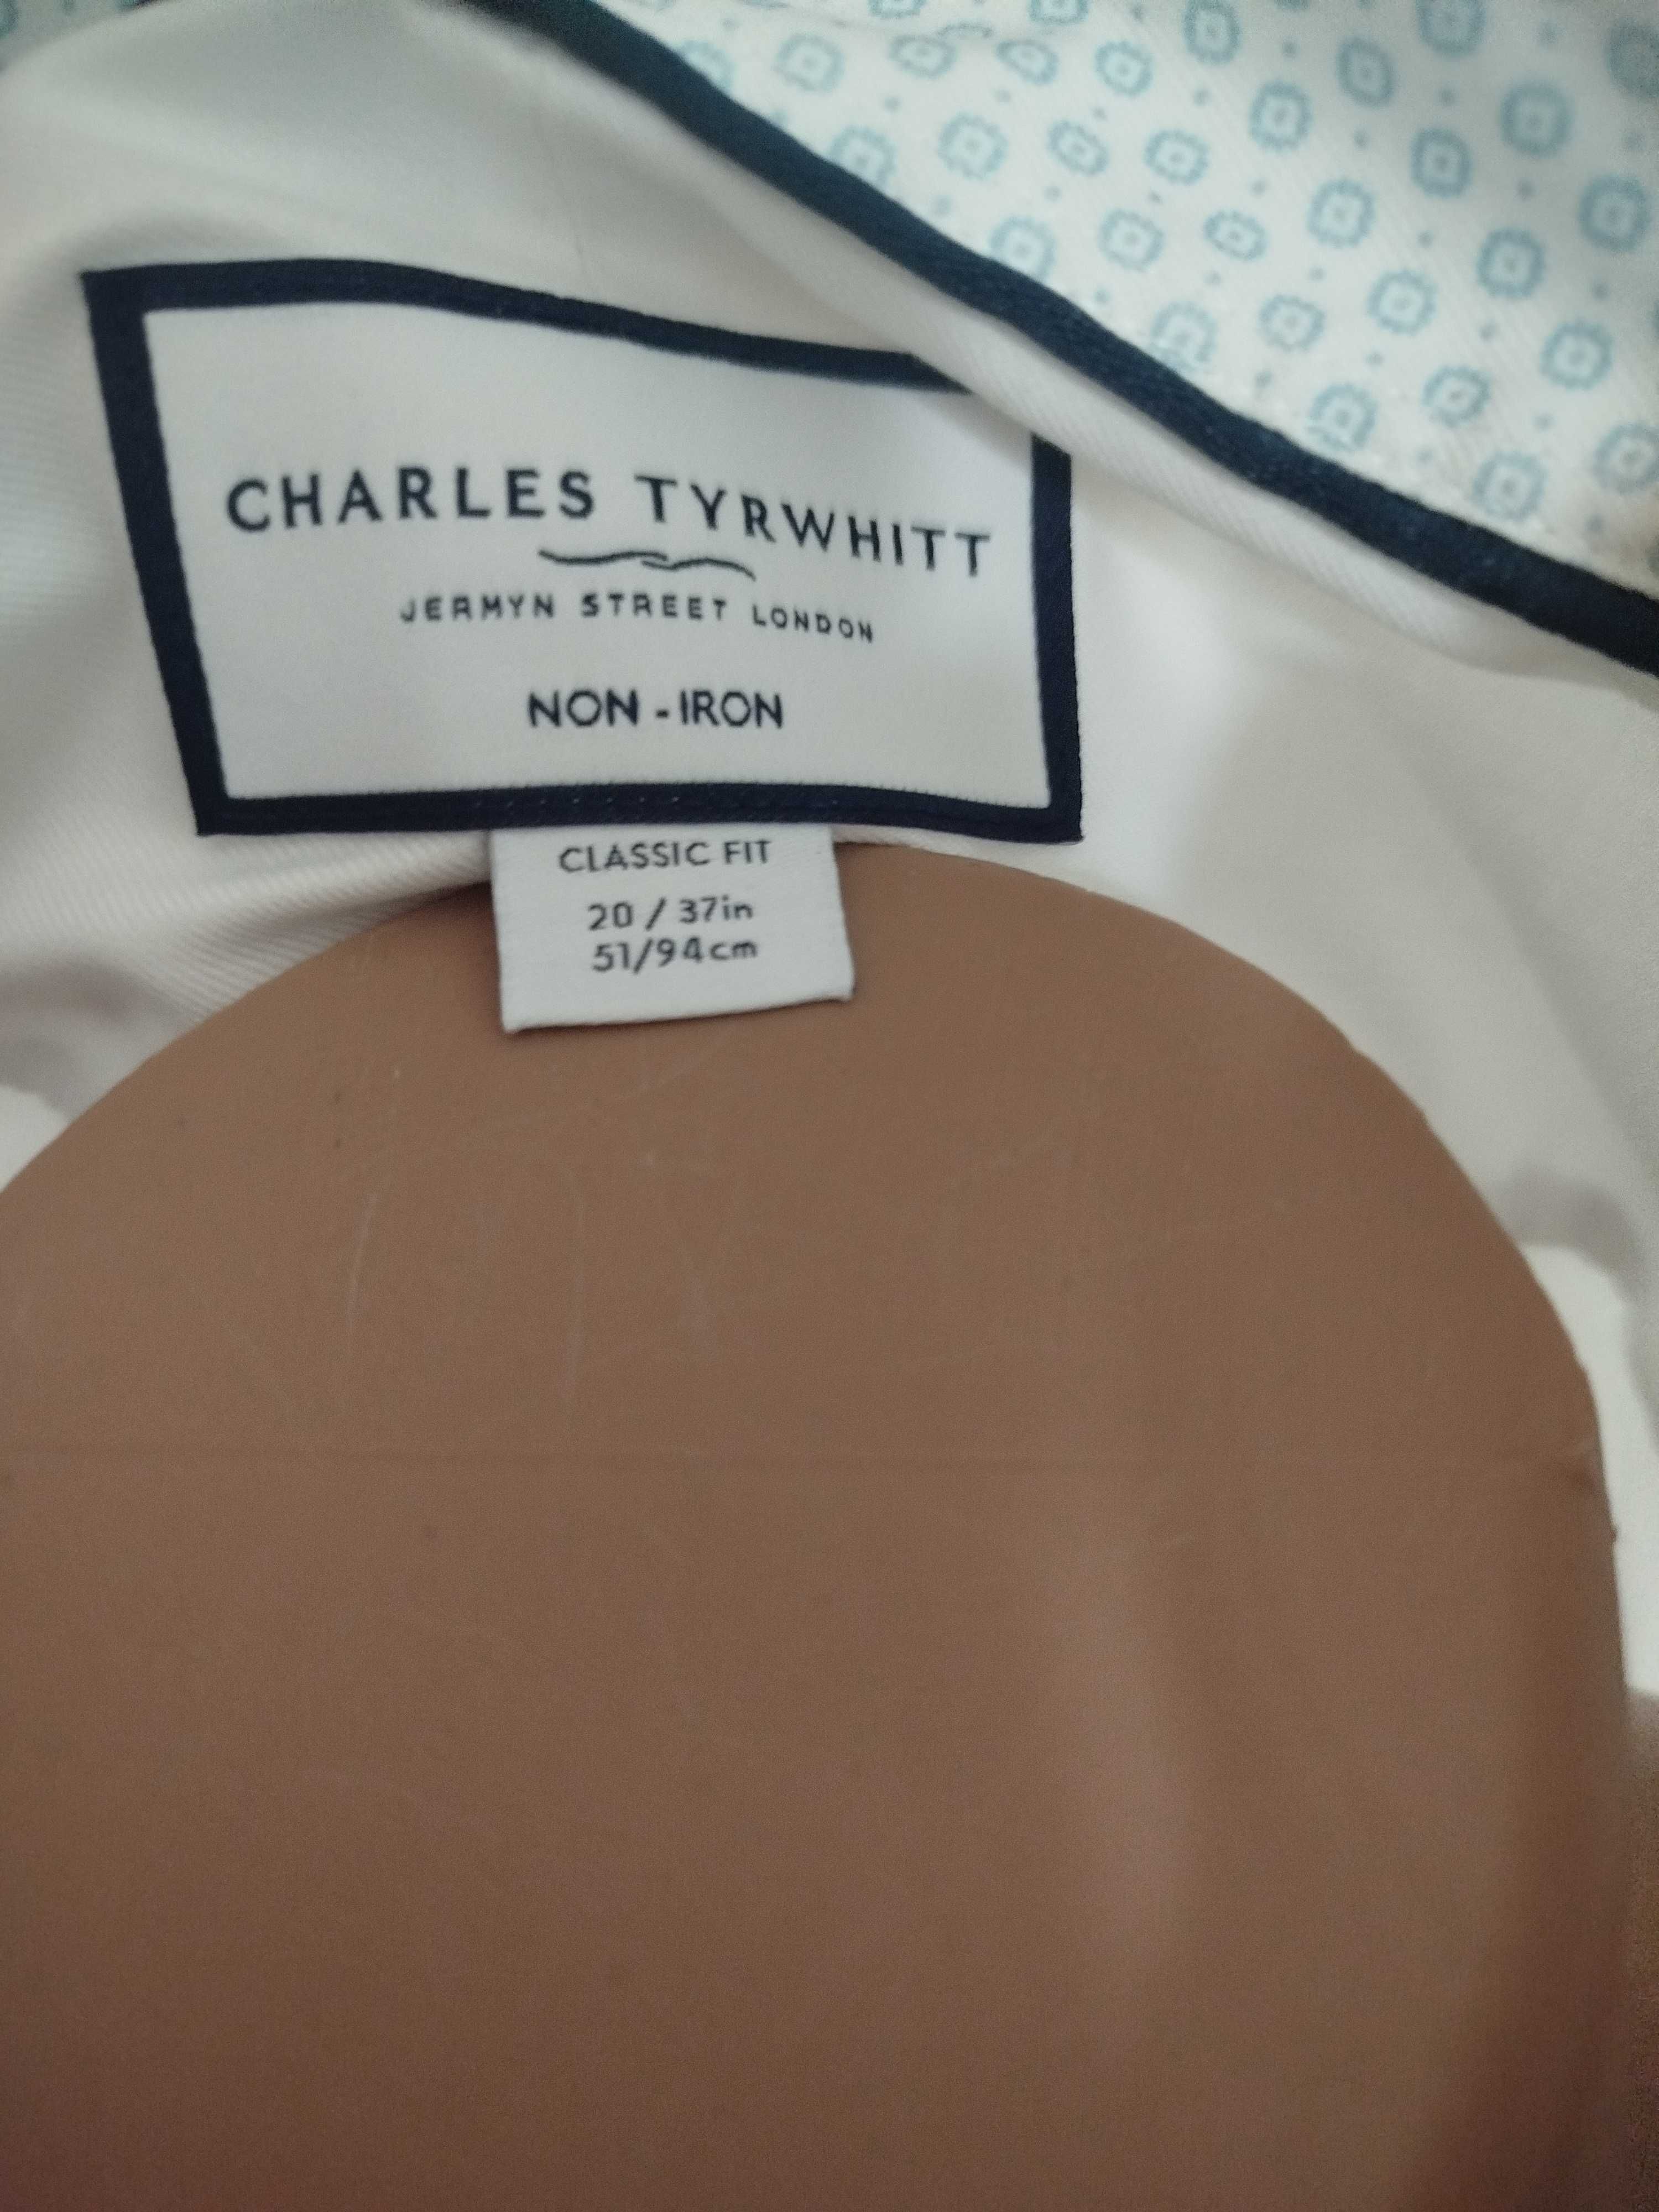 CHARLES TYRWHITT
JERMYN STREET LONDON
NON-IRON
CLASSIC FIT
20 / 37in
51/94cm